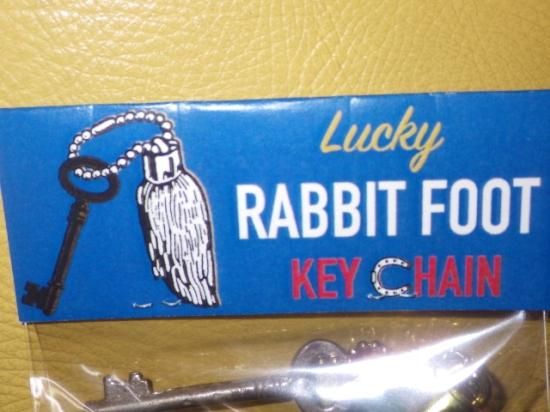 Lucky
RABBIT FOOT
KEY CHAIN